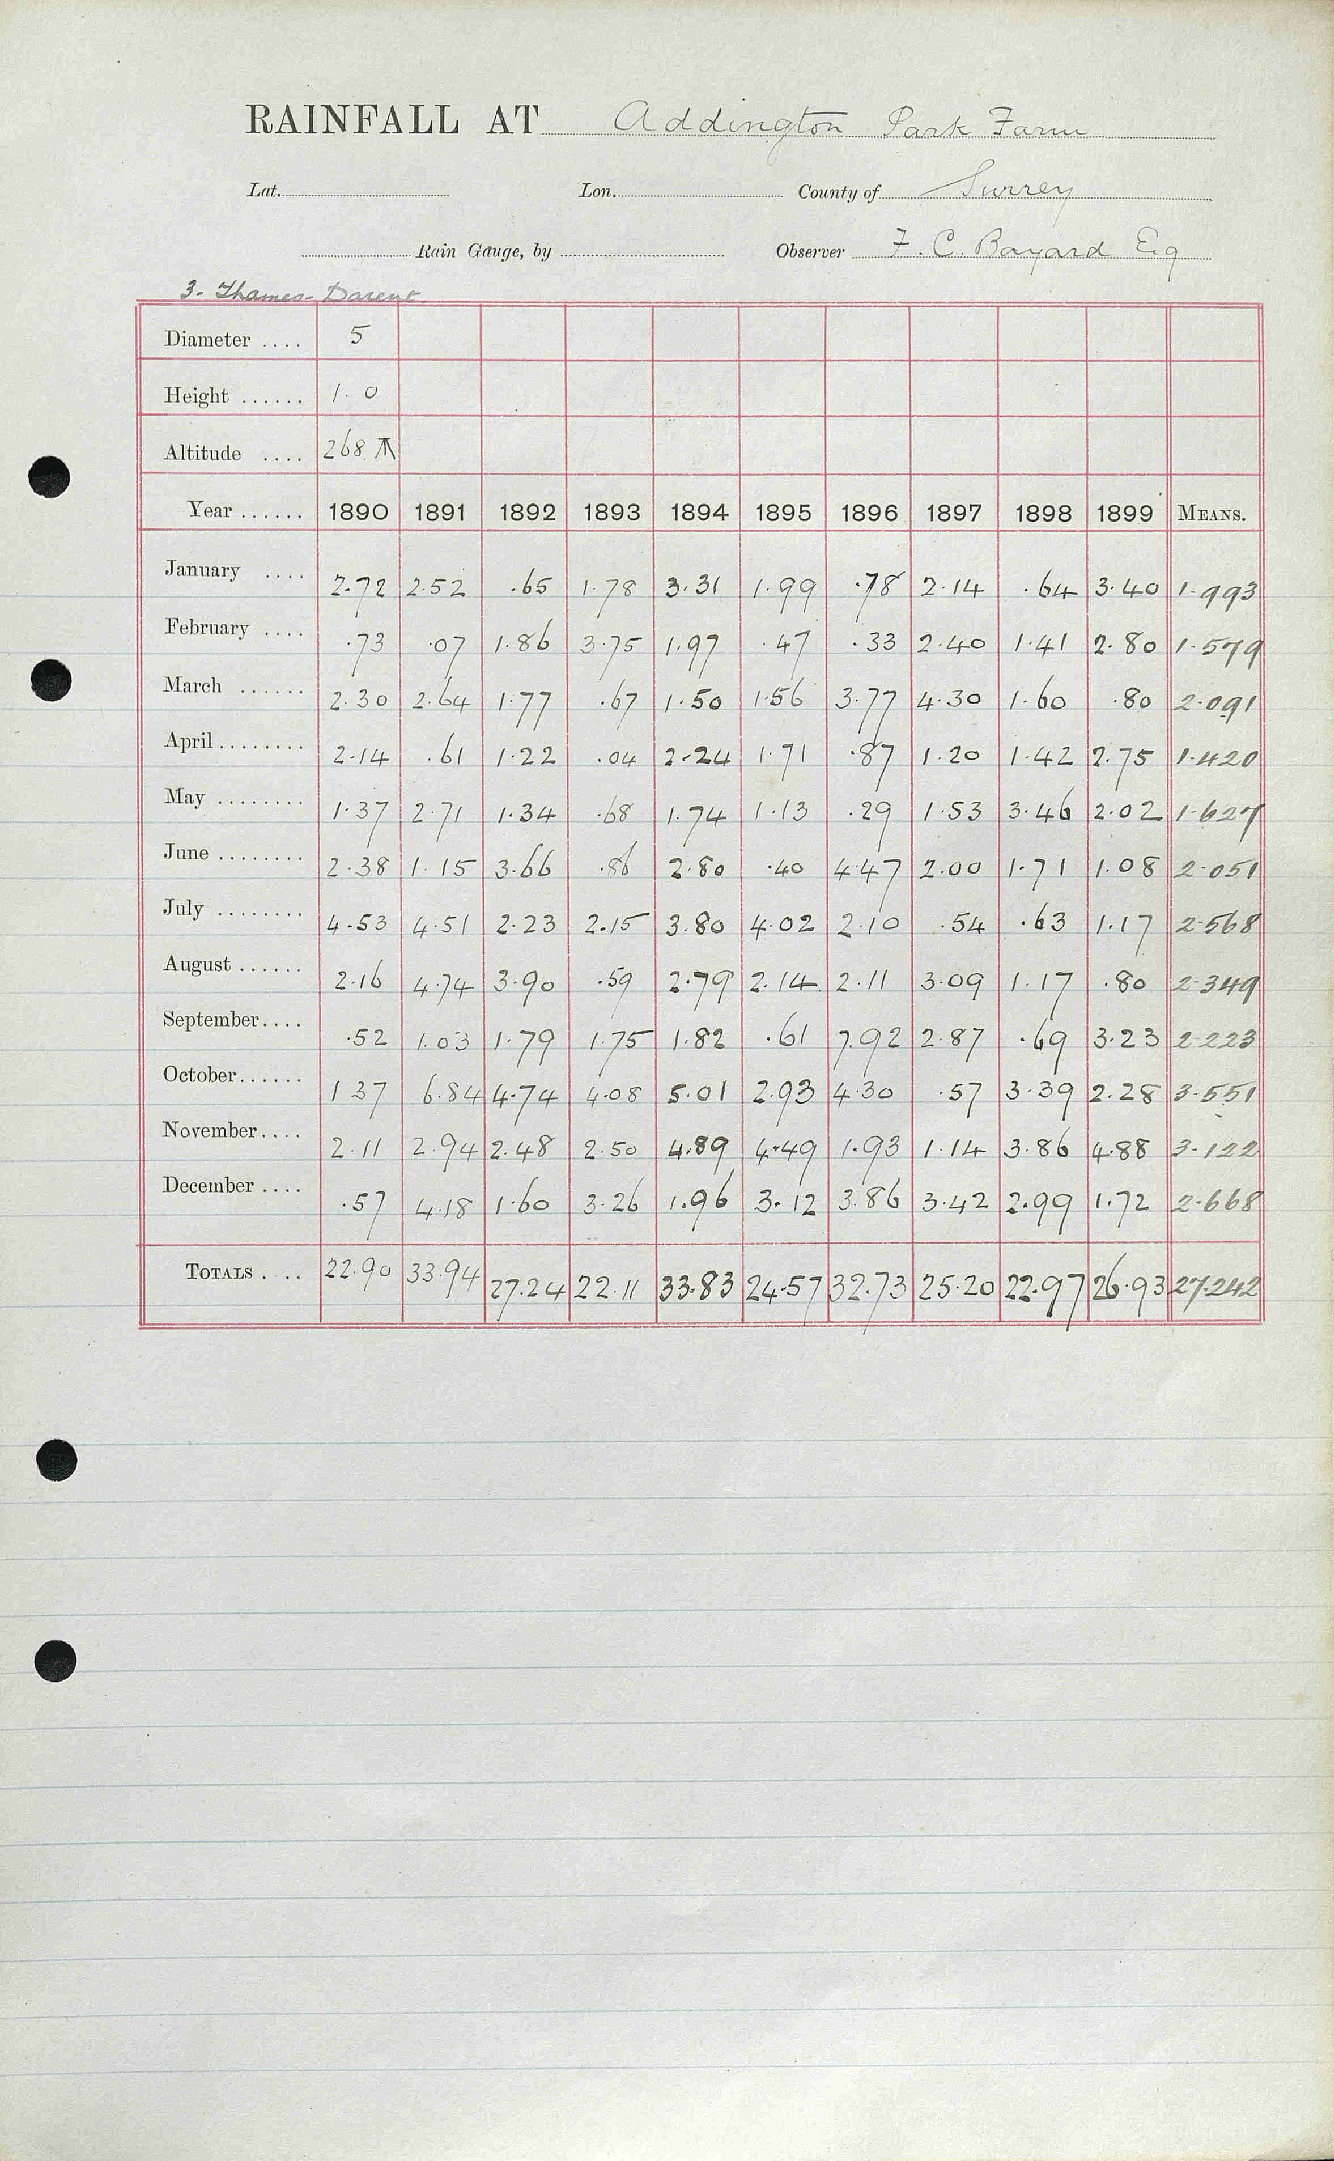 RAINFALL AT Addington Park Farm
Lat. Lon. County of Surrey
Rain Gauge, by Observer F. C. Bayard Esq
3. Thames-Darent
Diameter .... 5
Height ...... 1. 0
Altitude .... 268
Year ...... 1890 1891 1892 1893 1894 1895 1896 1897 1898 1899 MEANS.
January .... 2.72 2.52 .65 1.78 3.31 1.99 .78 2.14 .64 3.40 1.993
February .... .73 .07 1.86 3.75 1.97 .47 .33 2.40 1.41 2.80 1.579
March ...... 2.30 2.64 1.77 .67 1.50 1.56 3.77 4.30 1.60 .80 2.091
April ........ 2.14 .61 1.22 .04 2.24 1.71 .87 1.20 1.42 2.75 1.420
May ........ 1.37 2.71 1.34 .68 1.74 1.13 .29 1.53 3.46 2.02 1.627
June ........ 2.38 1.15 3.66 .86 2.80 .40 4.47 2.00 1.71 1.08 2.051
July ........ 4.53 4.51 2.23 2.15 3.80 4.02 2.10 .54 .63 1.17 2.568
August ...... 2.16 4.74 3.90 .59 2.79 2.14 2.11 3.09 1.17 .80 2.349
September.... .52 1.03 1.79 1.75 1.82 .61 7.92 2.87 .69 3.23 2.223
October...... 1 37 6.84 4.74 4.08 5.01 2.93 4.30 .57 3.39 2.28 3.551
November.... 2.11 2.94 2.48 2.50 4.89 4.49 1.93 1.14 3.86 4.88 3.122
December .... .57 4.18 1.60 3.26 1.96 3.12 3.86 3.42 2.99 1.72 2.668
TOTALS .... 22.90 33.94 27.24 22.11 33.83 24.57 32.73 25.20 22.97 26.93 27.242